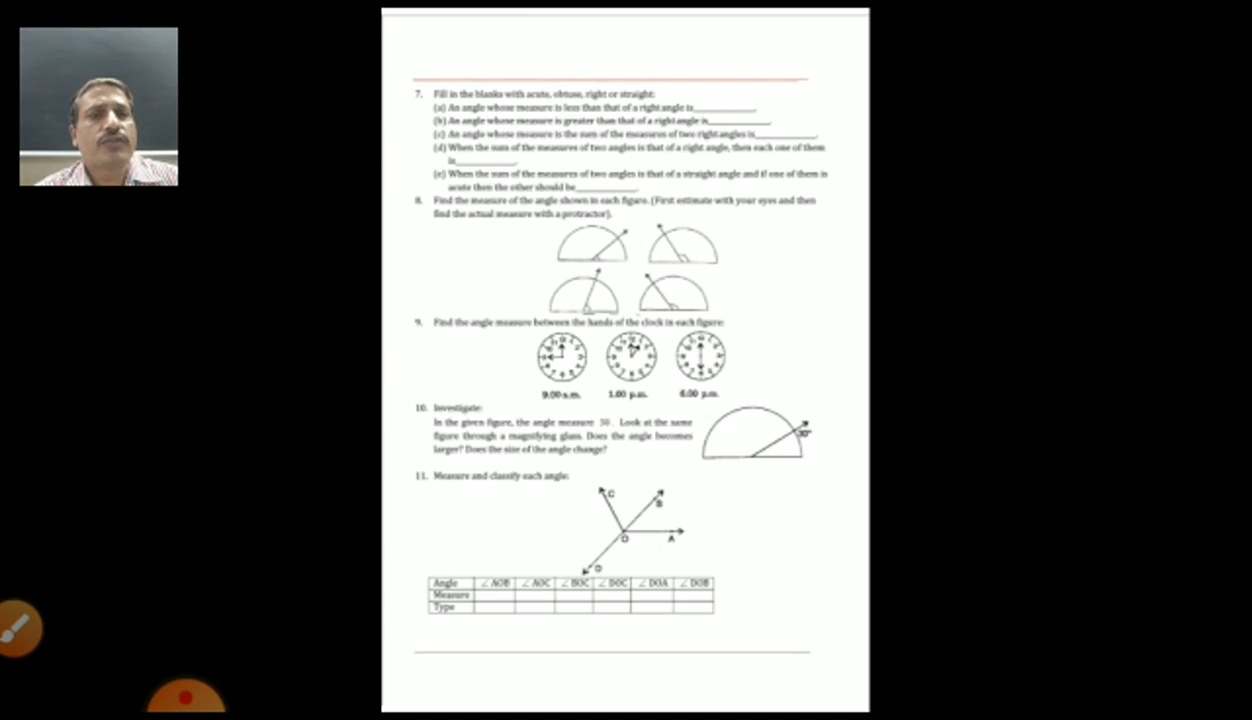 7. Fill in the blanks with acute, obtuse, right or straight:
(a) An angle whose measure is less than that of a right angle is____________.
(b) An angle whose measure is greater than that of a right angle is____________.
(c) An angle whose measure is the sum of the measures of two right angles is____________.
(d) When the sum of the measures of two angles is that of a right angle, then each one of them
is____________.
(e) When the sum of the measures of two angles is that of a straight angle and if one of them is
acute then the other should be____________.
8. Find the measure of the angle shown in each figure. (First estimate with your eyes and then
find the actual measure with a protractor).
9. Find the angle measure between the hands of the clock in each figure:
9.00 a.m. 1.00 p.m. 6.00 p.m.
10. Investigate:
In the given figure, the angle measure 30 . Look at the same
figure through a magnifying glass. Does the angle becomes
larger? Does the size of the angle change?
30°
11. Measure and classify each angle:
C
B
O A
D
Angle ∠AOB ∠AOC ∠BOC ∠DOC ∠DOA ∠DOB
Measure
Type